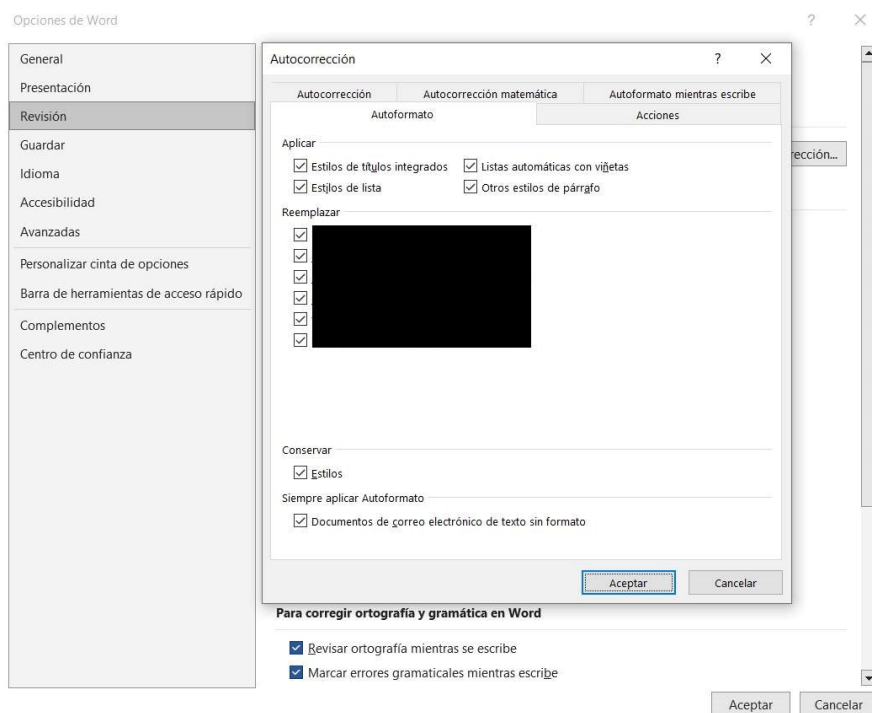 Opciones de Word
?
General
Presentación
Revisión
Guardar
Idioma
Accesibilidad
Avanzadas
Personalizar cinta de opciones
Barra de herramientas de acceso rápido
Complementos
Centro de confianza
Autocorrección
?
Autocorrección Autocorrección matemática Autoformato mientras escribe
Autoformato Acciones
Aplicar
Estilos de títulos integrados Listas automáticas con viñetas
Estilos de lista Otros estilos de párrafo
Reemplazar
Conservar
Estilos
Siempre aplicar Autoformato
Documentos de correo electrónico de texto sin formato
Aceptar Cancelar
rección...
Para corregir ortografía y gramática en Word
Revisar ortografía mientras se escribe
Marcar errores gramaticales mientras escribe
Aceptar Cancelar